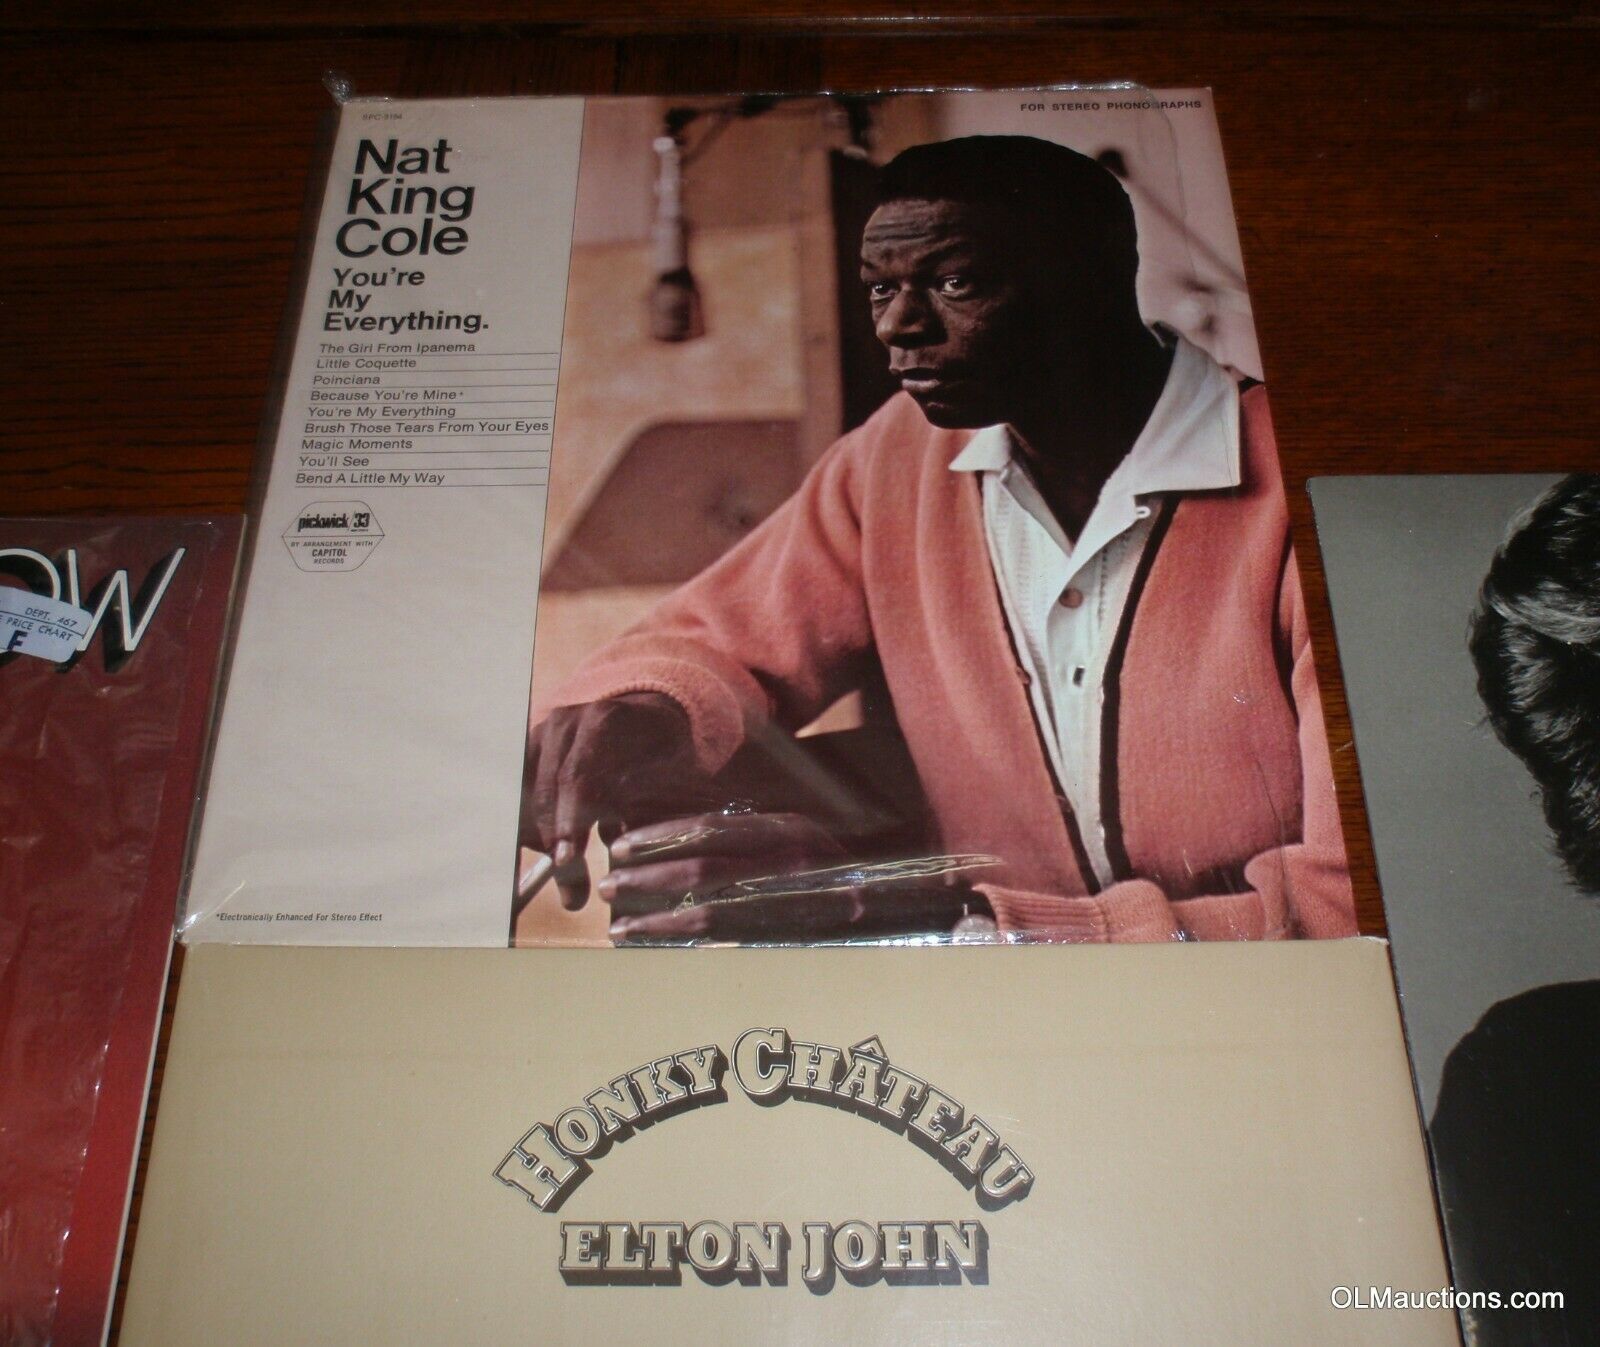 SPC-3154
FOR STEREO PHONOGRAPHS
Nat
King
Cole
You're
My
Everything.
The Girl From Ipanema
Little Coquette
Poinciana
Because You're Mine*
You're My Everything
Brush Those Tears From Your Eyes
Magic Moments
You'll See
Bend A Little My Way
pickwick/33
BY ARRANGEMENT WITH
CAPITOL
RECORDS
*Electronically Enhanced For Stereo Effect
OW
DEPT. 467
PRICE CHART
F
HONKY CHÂTEAU
ELTON JOHN
OLMauctions.com